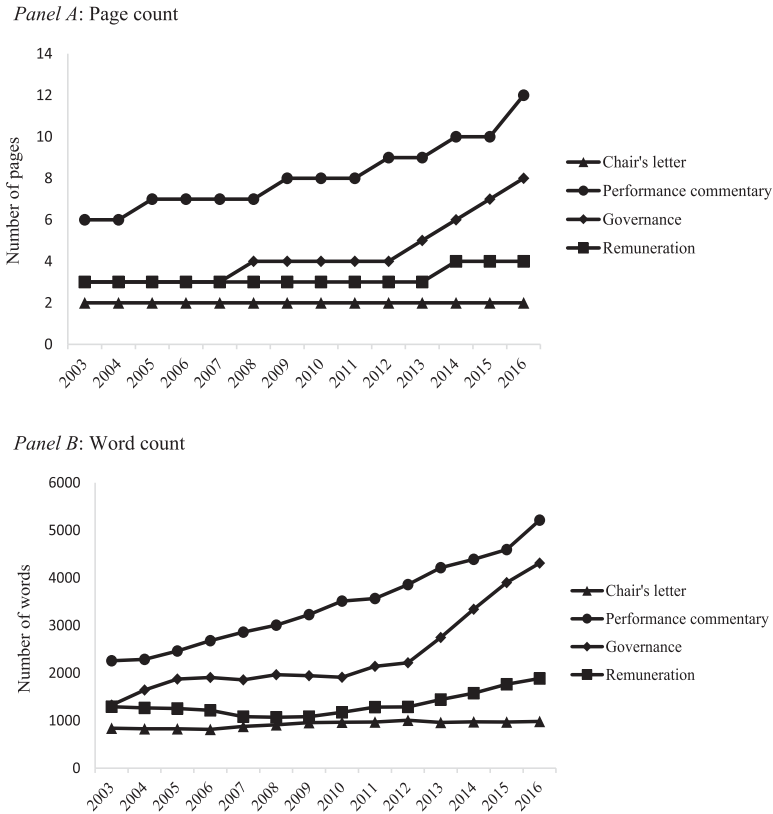 Panel A: Page count
14
12
10
8
6
4
2
0
Number of pages
2003 2004 2005 2006 2007 2008 2009 2010 2011 2012 2013 2014 2015 2016
Chair's letter
Performance commentary
Governance
Remuneration
Panel B: Word count
6000
5000
4000
3000
2000
1000
0
Number of words
2003 2004 2005 2006 2007 2008 2009 2010 2011 2012 2013 2014 2015 2016
Chair's letter
Performance commentary
Governance
Remuneration